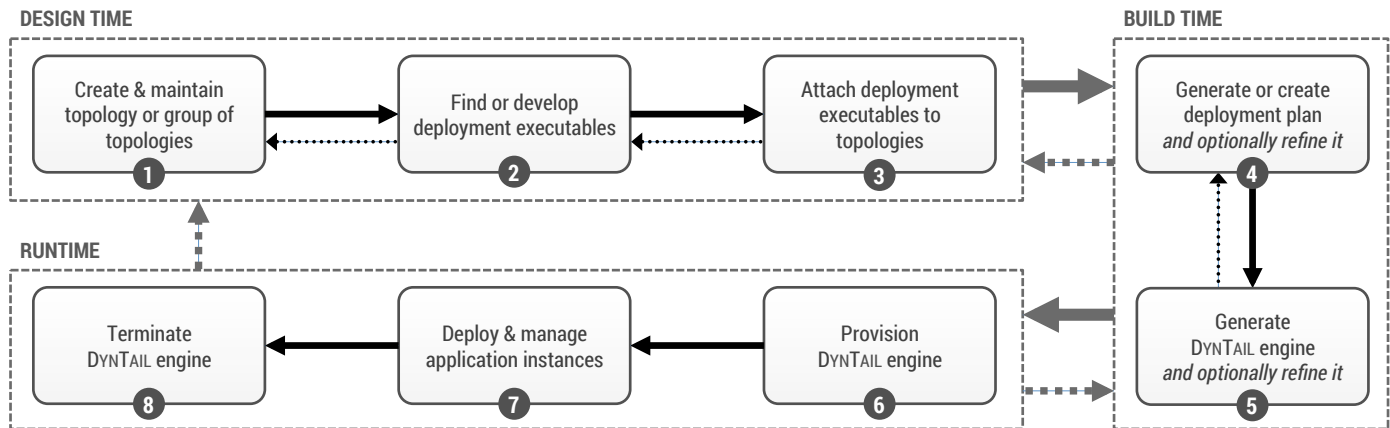 DESIGN TIME
Create & maintain
topology or group of
topologies
1
Find or develop
deployment executables
2
Attach deployment
executables to
topologies
3
BUILD TIME
Generate or create
deployment plan
and optionally refine it
4
Generate
DYNTAIL engine
and optionally refine it
5
RUNTIME
Provision
DYNTAIL engine
6
Deploy & manage
application instances
7
Terminate
DYNTAIL engine
8